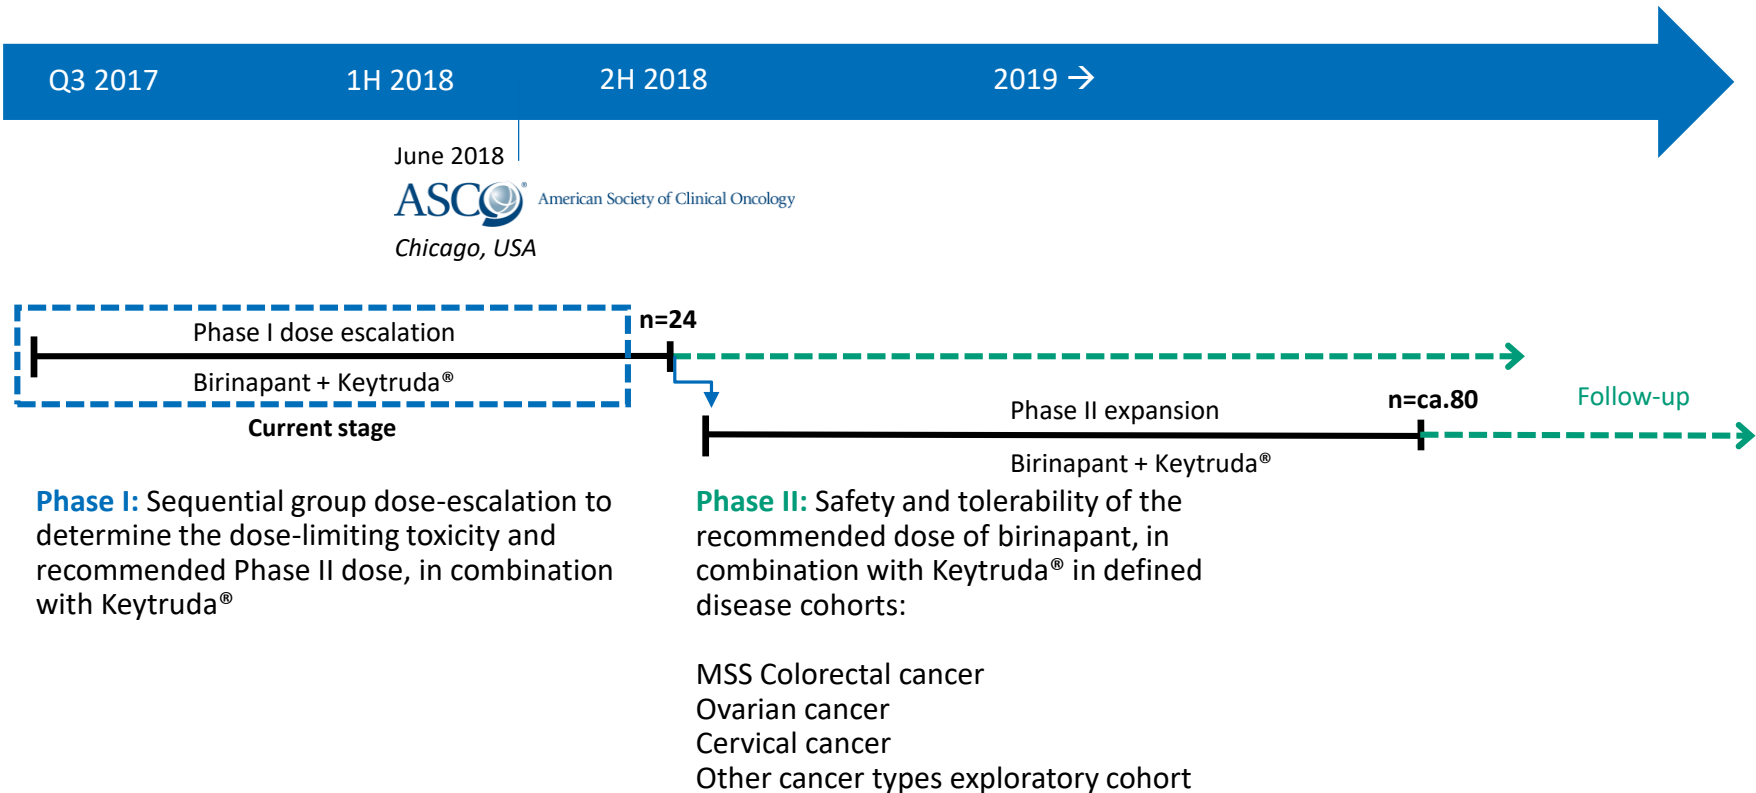 Q3 2017
1H 2018
2H 2018
2019 →
June 2018
ASCO® American Society of Clinical Oncology
Chicago, USA
Phase I dose escalation
n=24
Birinapant + Keytruda®
Current stage
Phase II expansion
n=ca.80
Follow-up
Birinapant + Keytruda®
Phase I: Sequential group dose-escalation to
determine the dose-limiting toxicity and
recommended Phase II dose, in combination
with Keytruda®
Phase II: Safety and tolerability of the
recommended dose of birinapant, in
combination with Keytruda® in defined
disease cohorts:
MSS Colorectal cancer
Ovarian cancer
Cervical cancer
Other cancer types exploratory cohort